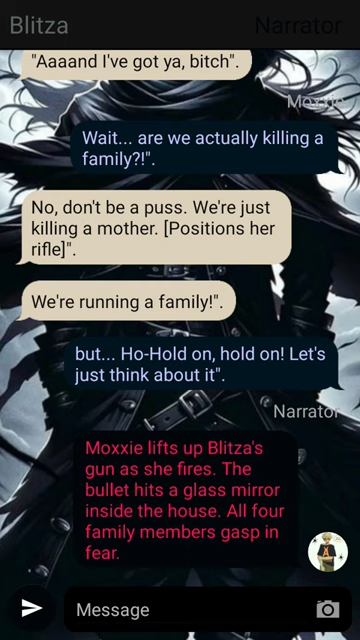 Blitza
Narrator
"Aaaand I've got ya, bitch".
Moxxie
Wait... are we actually killing a
family?!".
No, don't be a puss. We're just
killing a mother. [Positions her
rifle]".
We're running a family!".
but... Ho-Hold on, hold on! Let's
just think about it".
Narrator
Moxxie lifts up Blitza's
gun as she fires. The
bullet hits a glass mirror
inside the house. All four
family members gasp in
fear.
Message